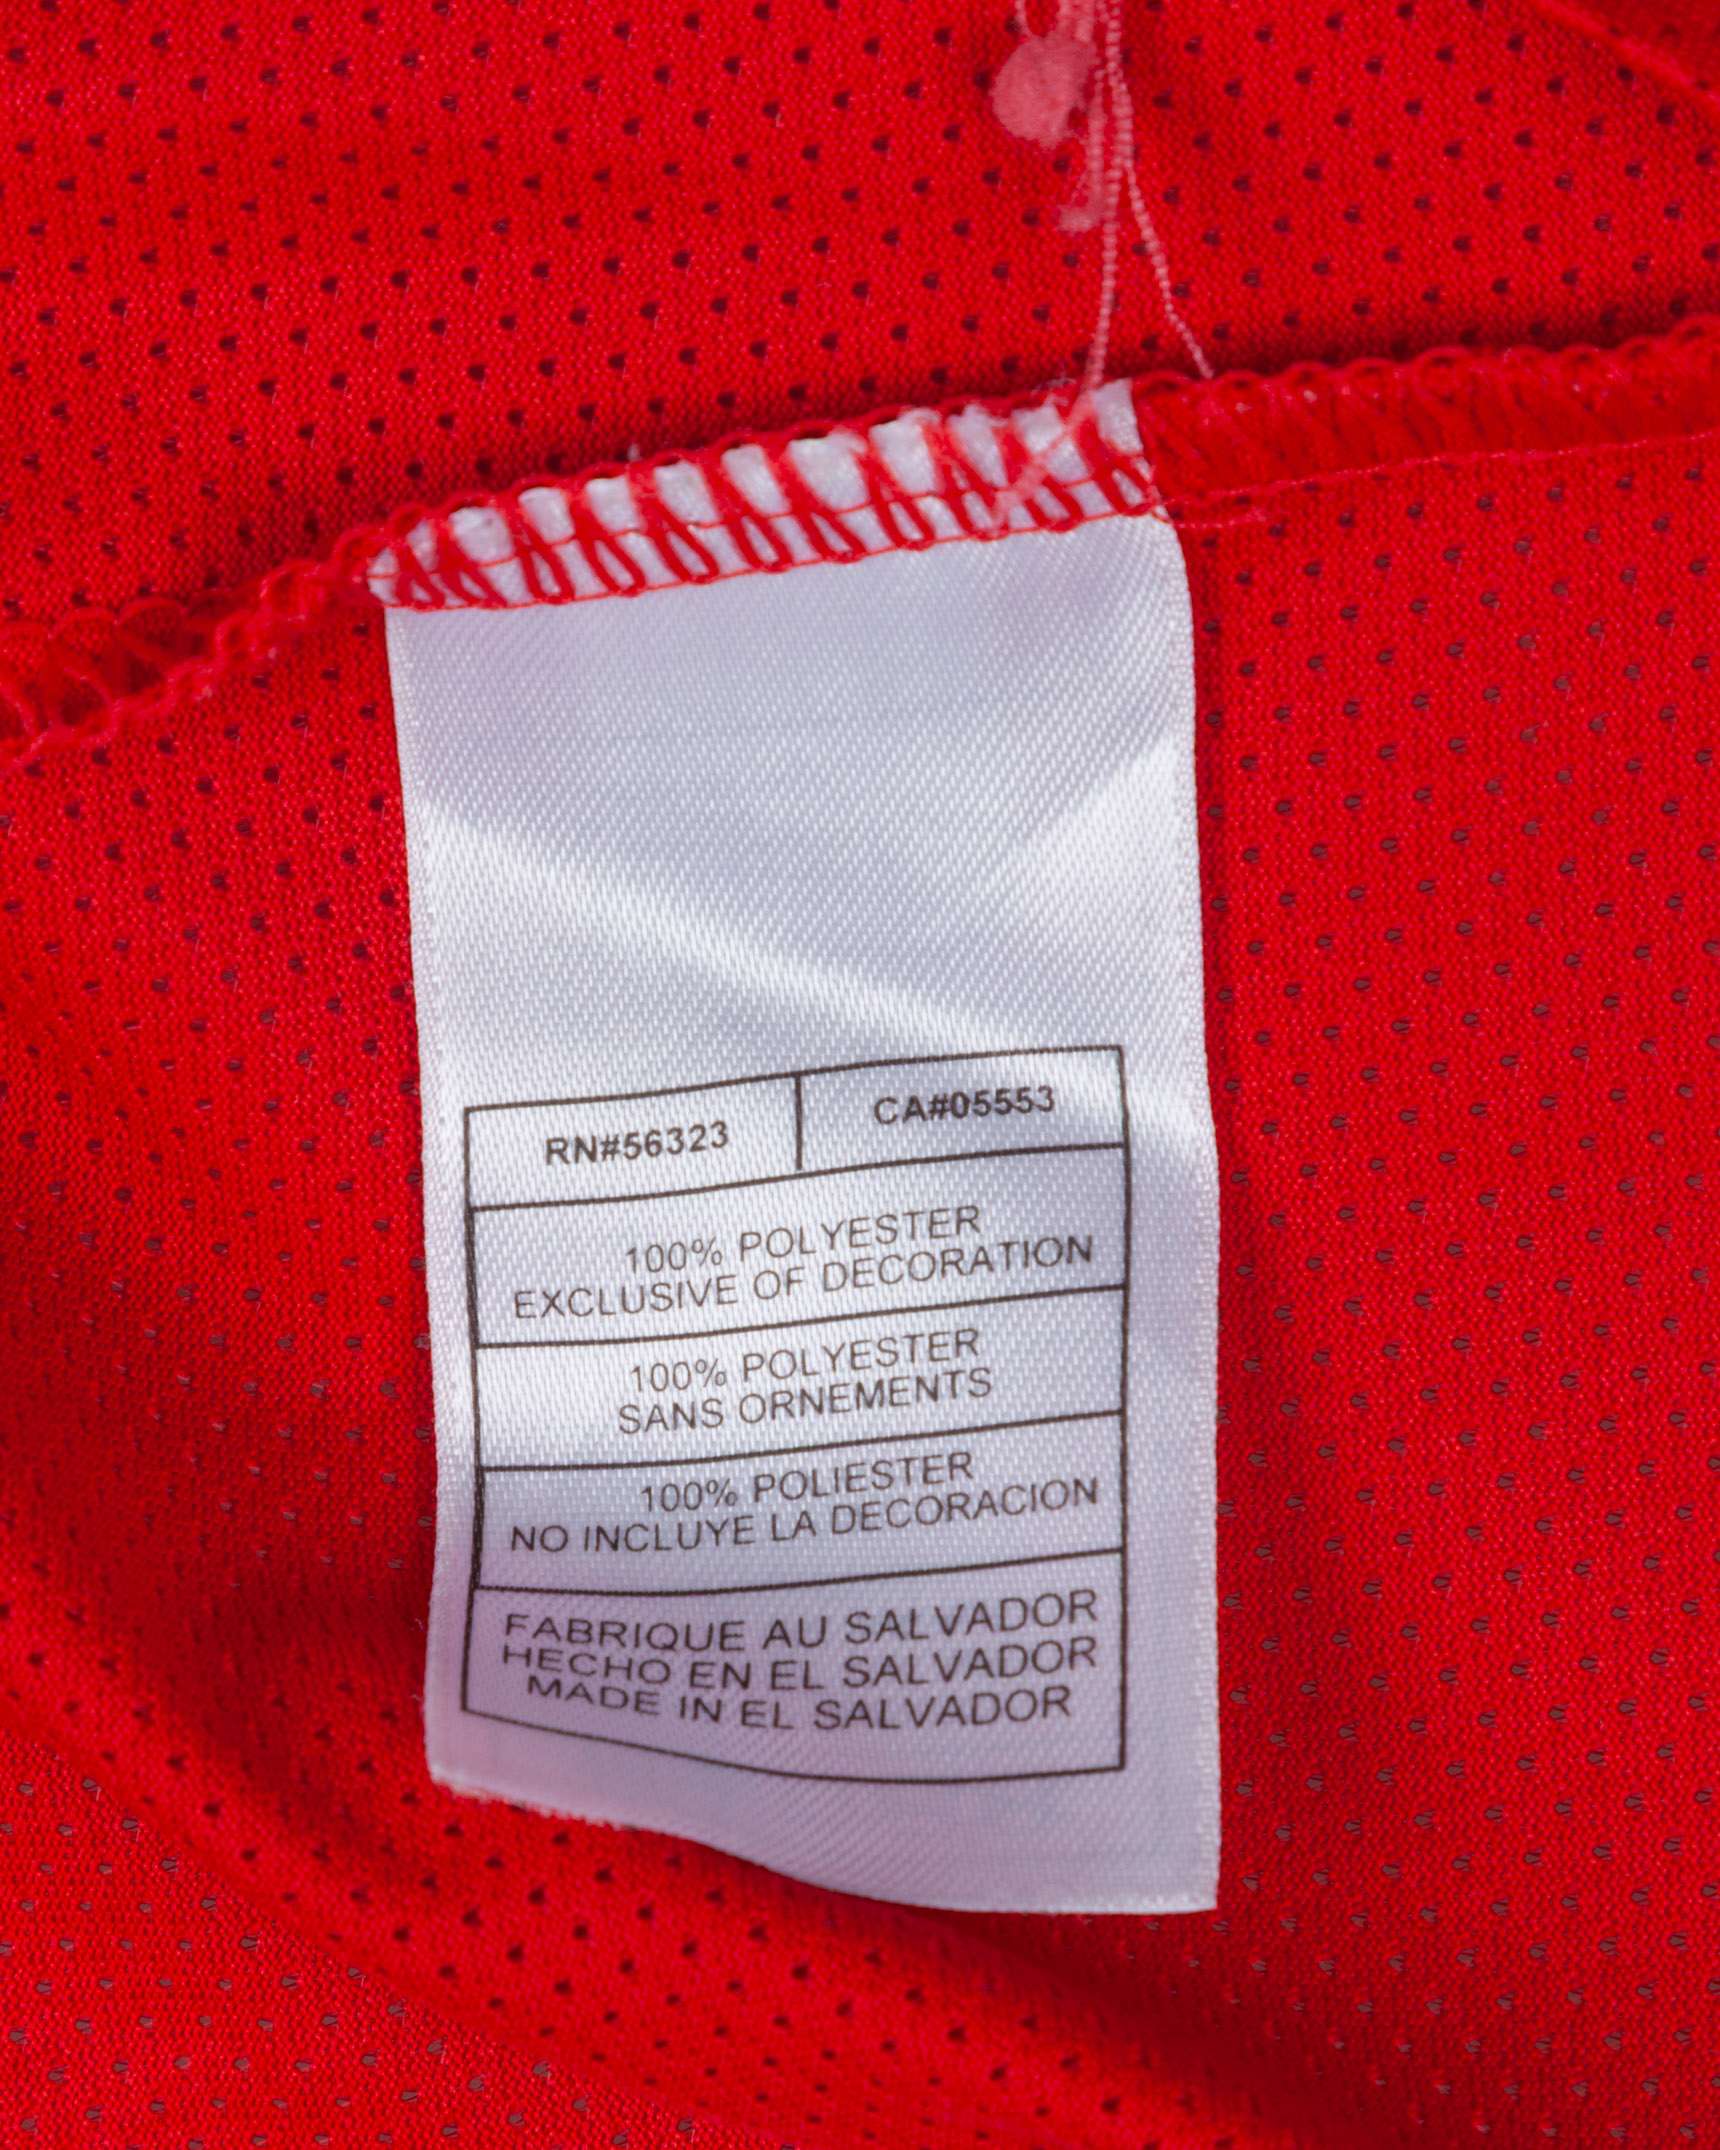 RN#56323 CA#05553
100% POLYESTER
EXCLUSIVE OF DECORATION
100% POLYESTER
SANS ORNEMENTS
100% POLIESTER
NO INCLUYE LA DECORACION
FABRIQUE AU SALVADOR
HECHO EN EL SALVADOR
MADE IN EL SALVADOR